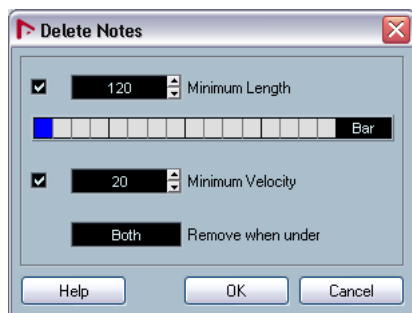 Delete Notes
120 Minimum Length
Bar
20 Minimum Velocity
Both Remove when under
Help OK Cancel